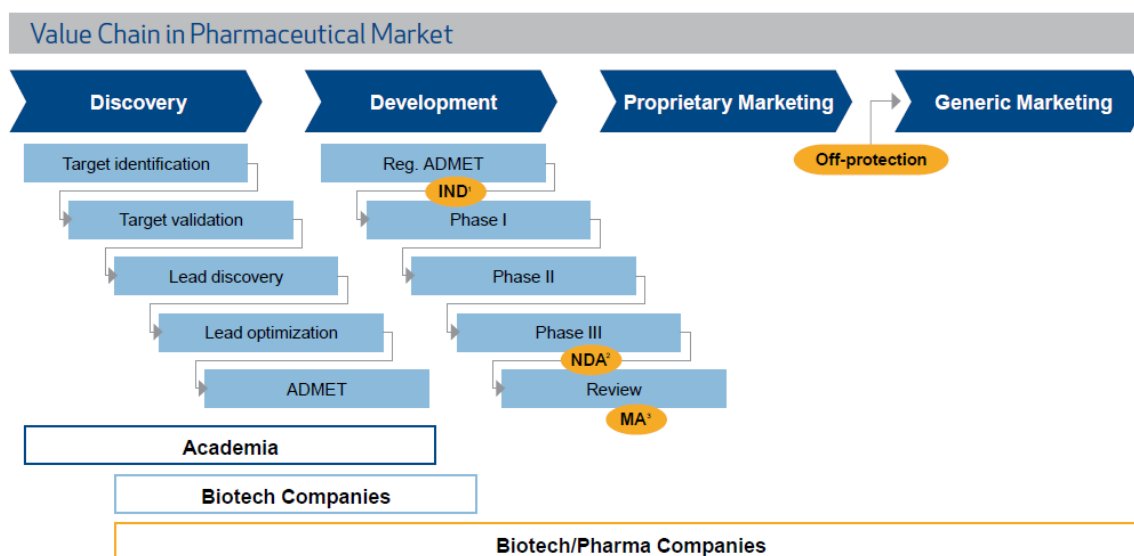 Value Chain in Pharmaceutical Market
Discovery
Development
Proprietary Marketing
Generic Marketing
Off-protection
Target identification
Target validation
Lead discovery
Lead optimization
ADMET
Reg. ADMET
IND¹
Phase I
Phase II
Phase III
NDA²
Review
MA³
Academia
Biotech Companies
Biotech/Pharma Companies